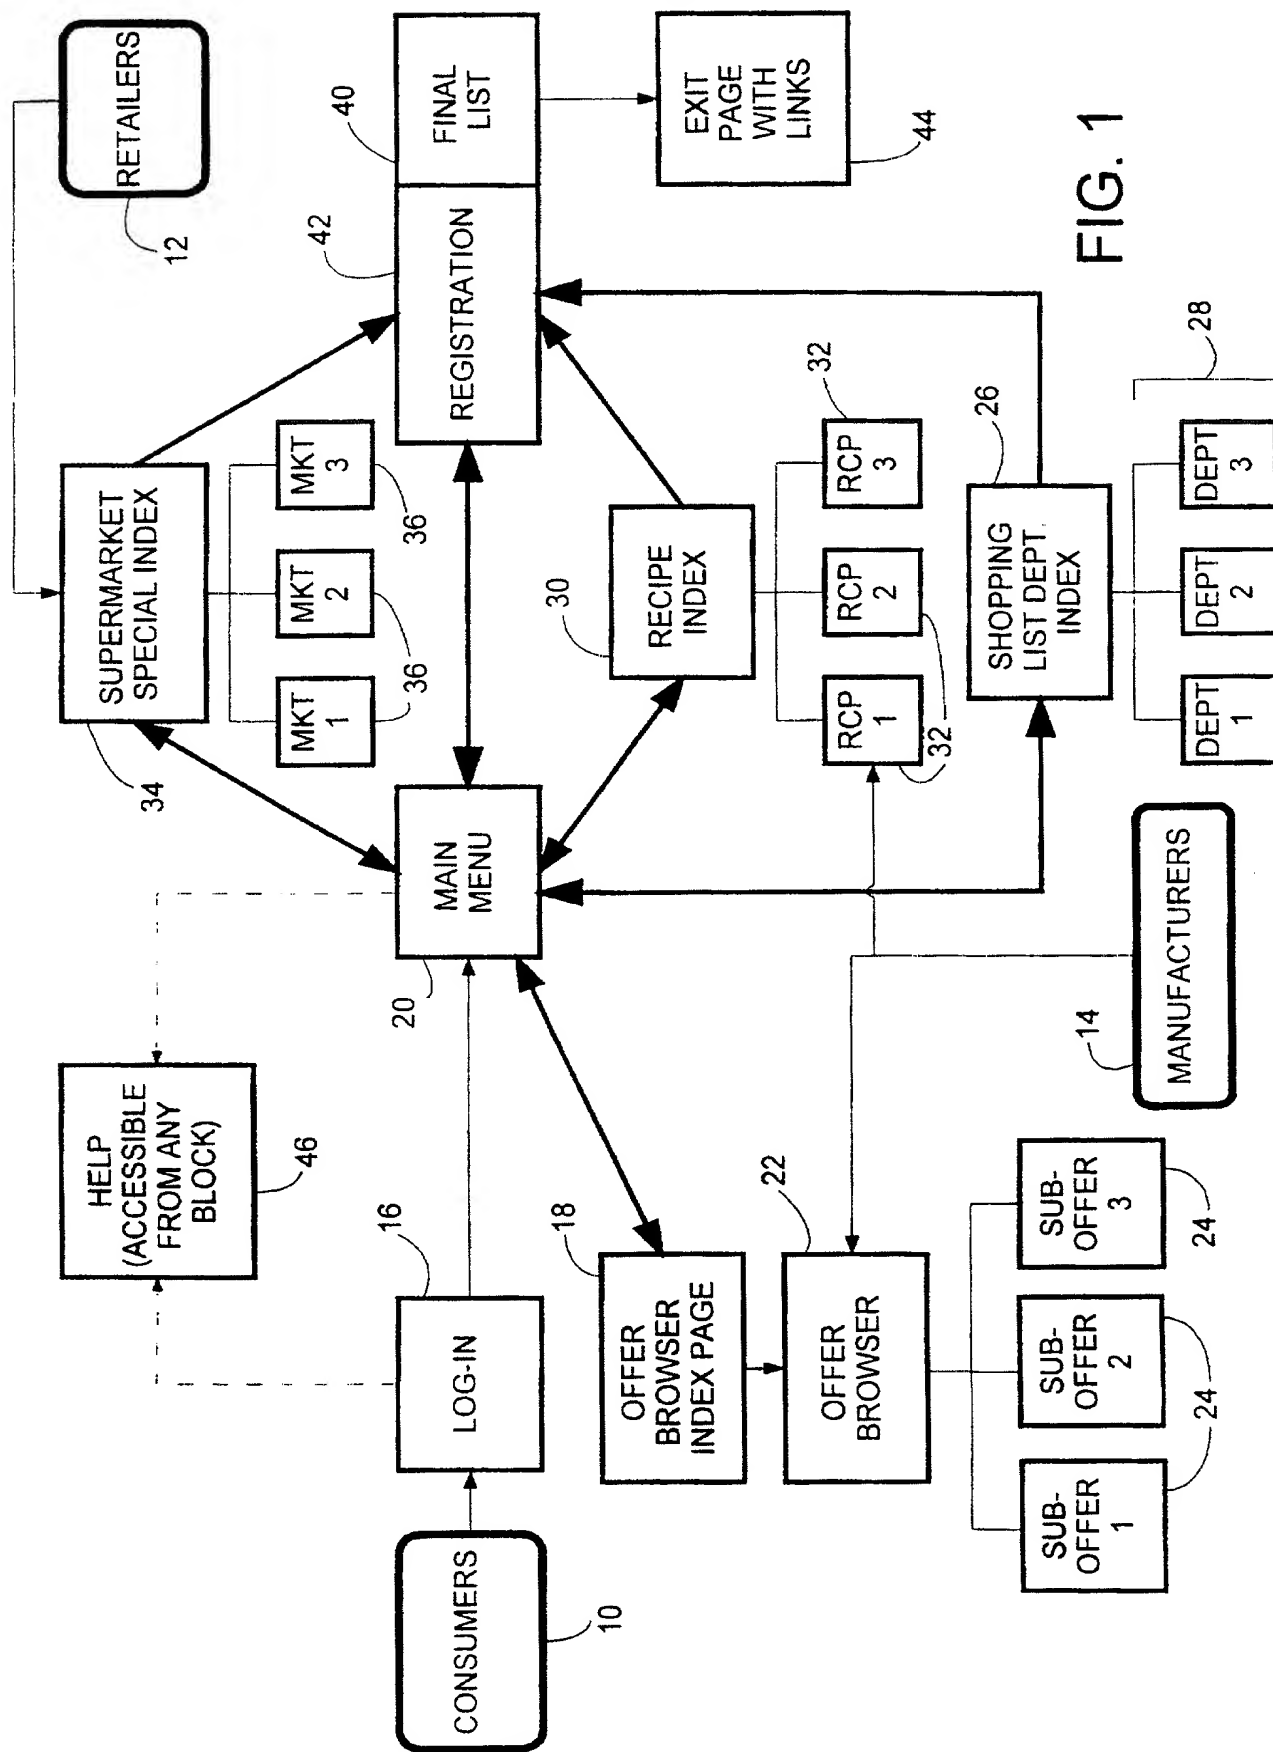 RETAILERS
12
HELP
(ACCESSIBLE
FROM ANY
BLOCK)
46
34
SUPERMARKET
SPECIAL INDEX
MKT
1
MKT
2
MKT
3
36
36
CONSUMERS
10
LOG-IN
16
MAIN
MENU
20
REGISTRATION
42
FINAL
LIST
40
EXIT
PAGE
WITH
LINKS
44
OFFER
BROWSER
INDEX PAGE
18
RECIPE
INDEX
30
OFFER
BROWSER
22
RCP
1
RCP
2
RCP
3
32
32
32
SHOPPING
LIST DEPT.
INDEX
26
SUB-
OFFER
1
SUB-
OFFER
2
SUB-
OFFER
3
24
24
MANUFACTURERS
14
DEPT
1
DEPT
2
DEPT
3
28
FIG. 1